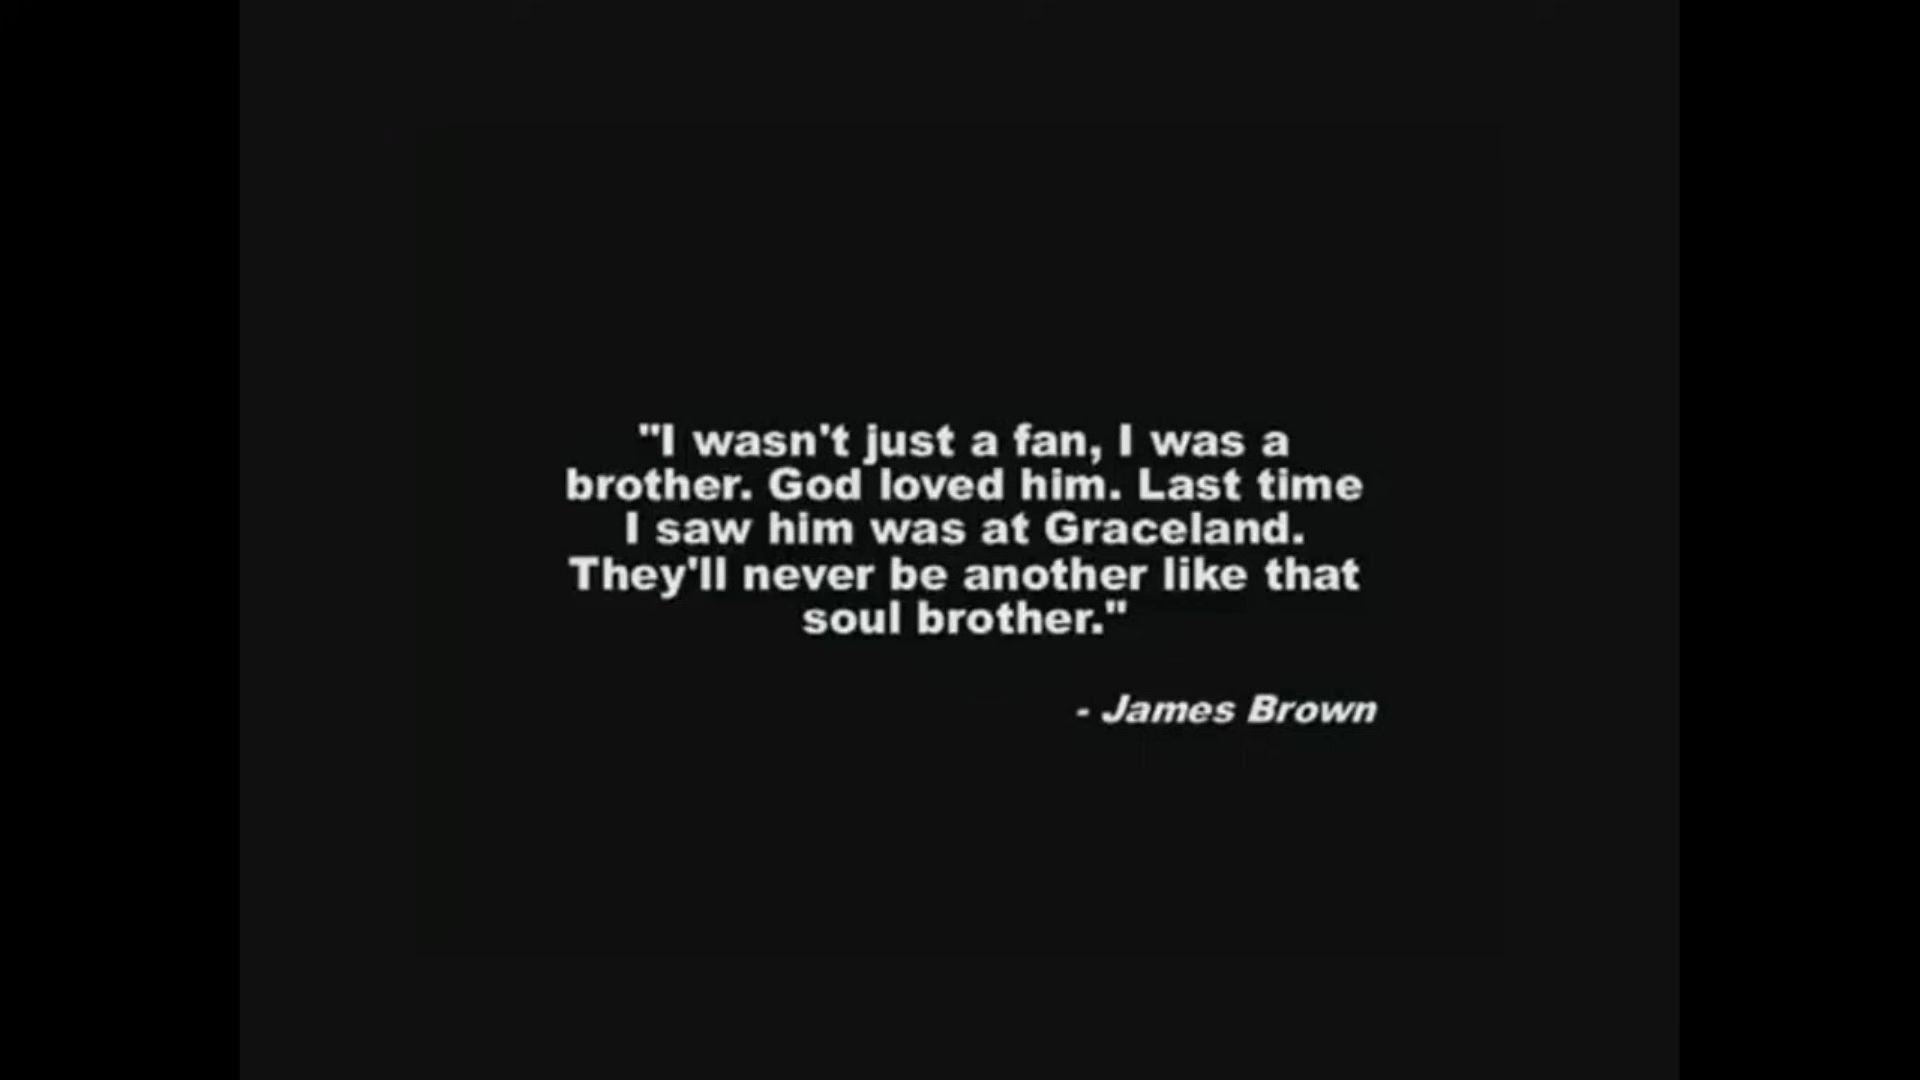 "I wasn't just a fan, I was a
brother. God loved him. Last time
I saw him was at Graceland.
They'll never be another like that
soul brother."
- James Brown